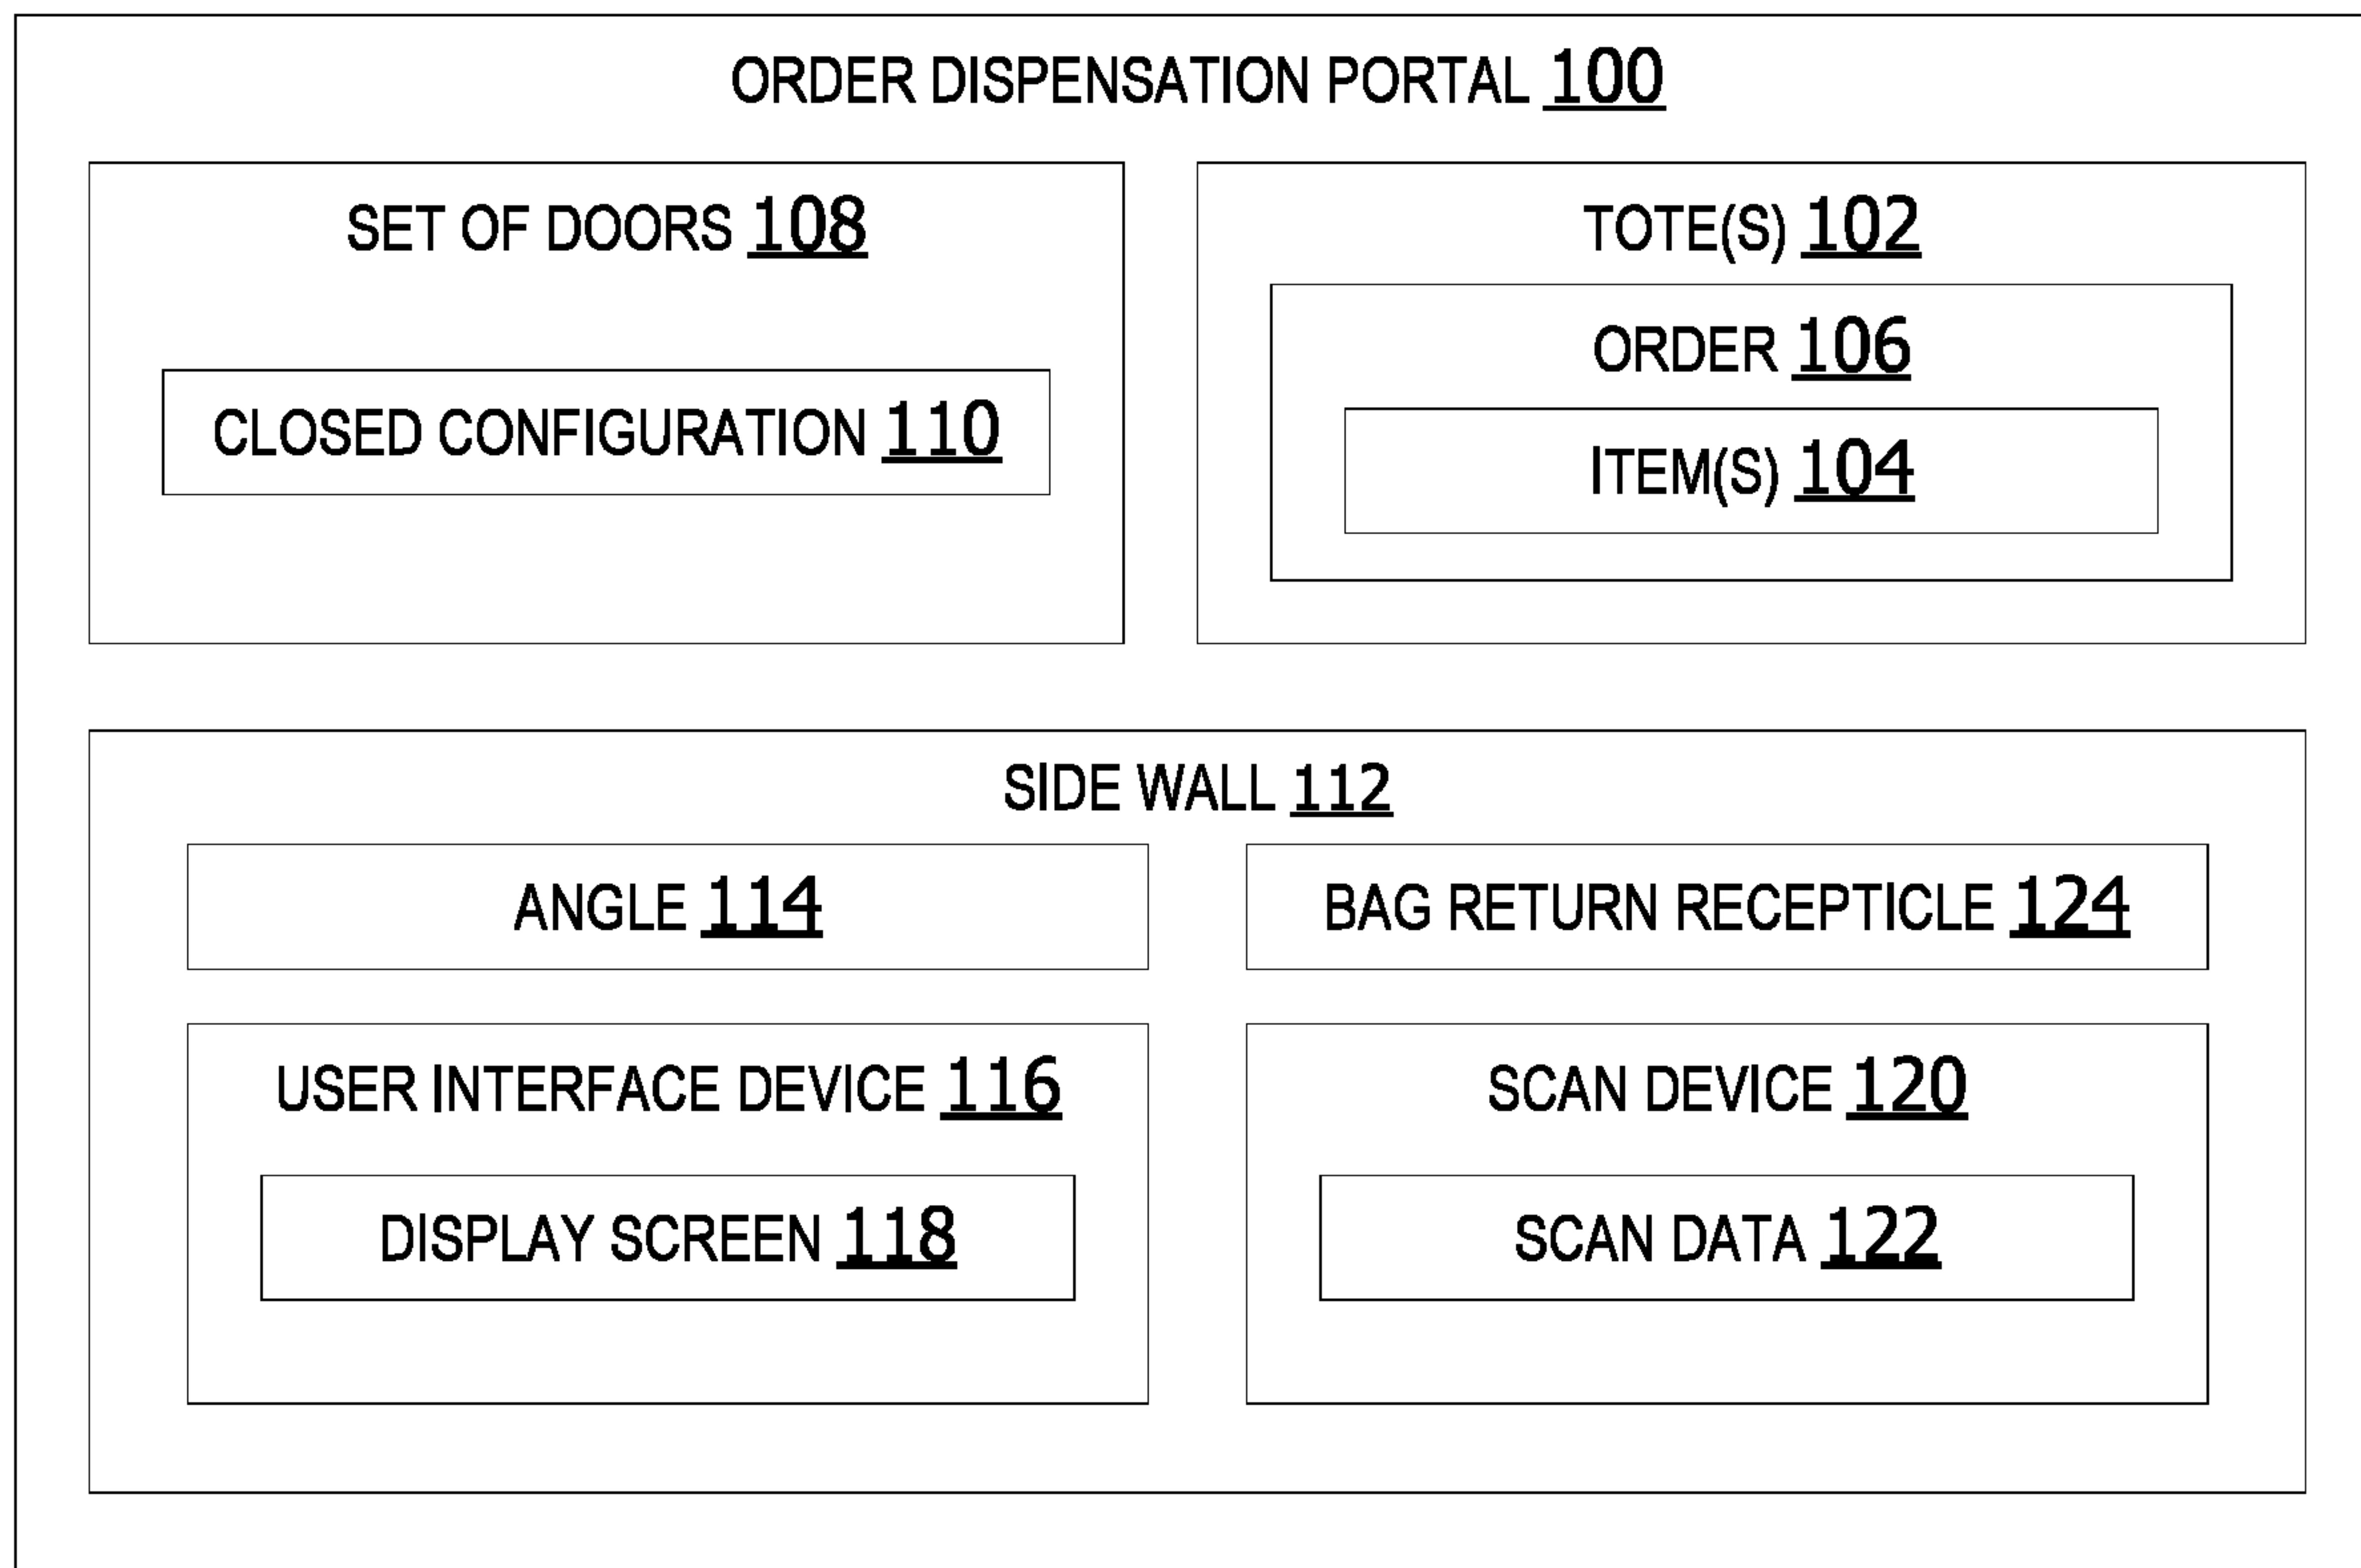 ORDER DISPENSATION PORTAL 100
SET OF DOORS 108
CLOSED CONFIGURATION 110
TOTE(S) 102
ORDER 106
ITEM(S) 104
SIDE WALL 112
ANGLE 114
BAG RETURN RECEPTICLE 124
USER INTERFACE DEVICE 116
DISPLAY SCREEN 118
SCAN DEVICE 120
SCAN DATA 122